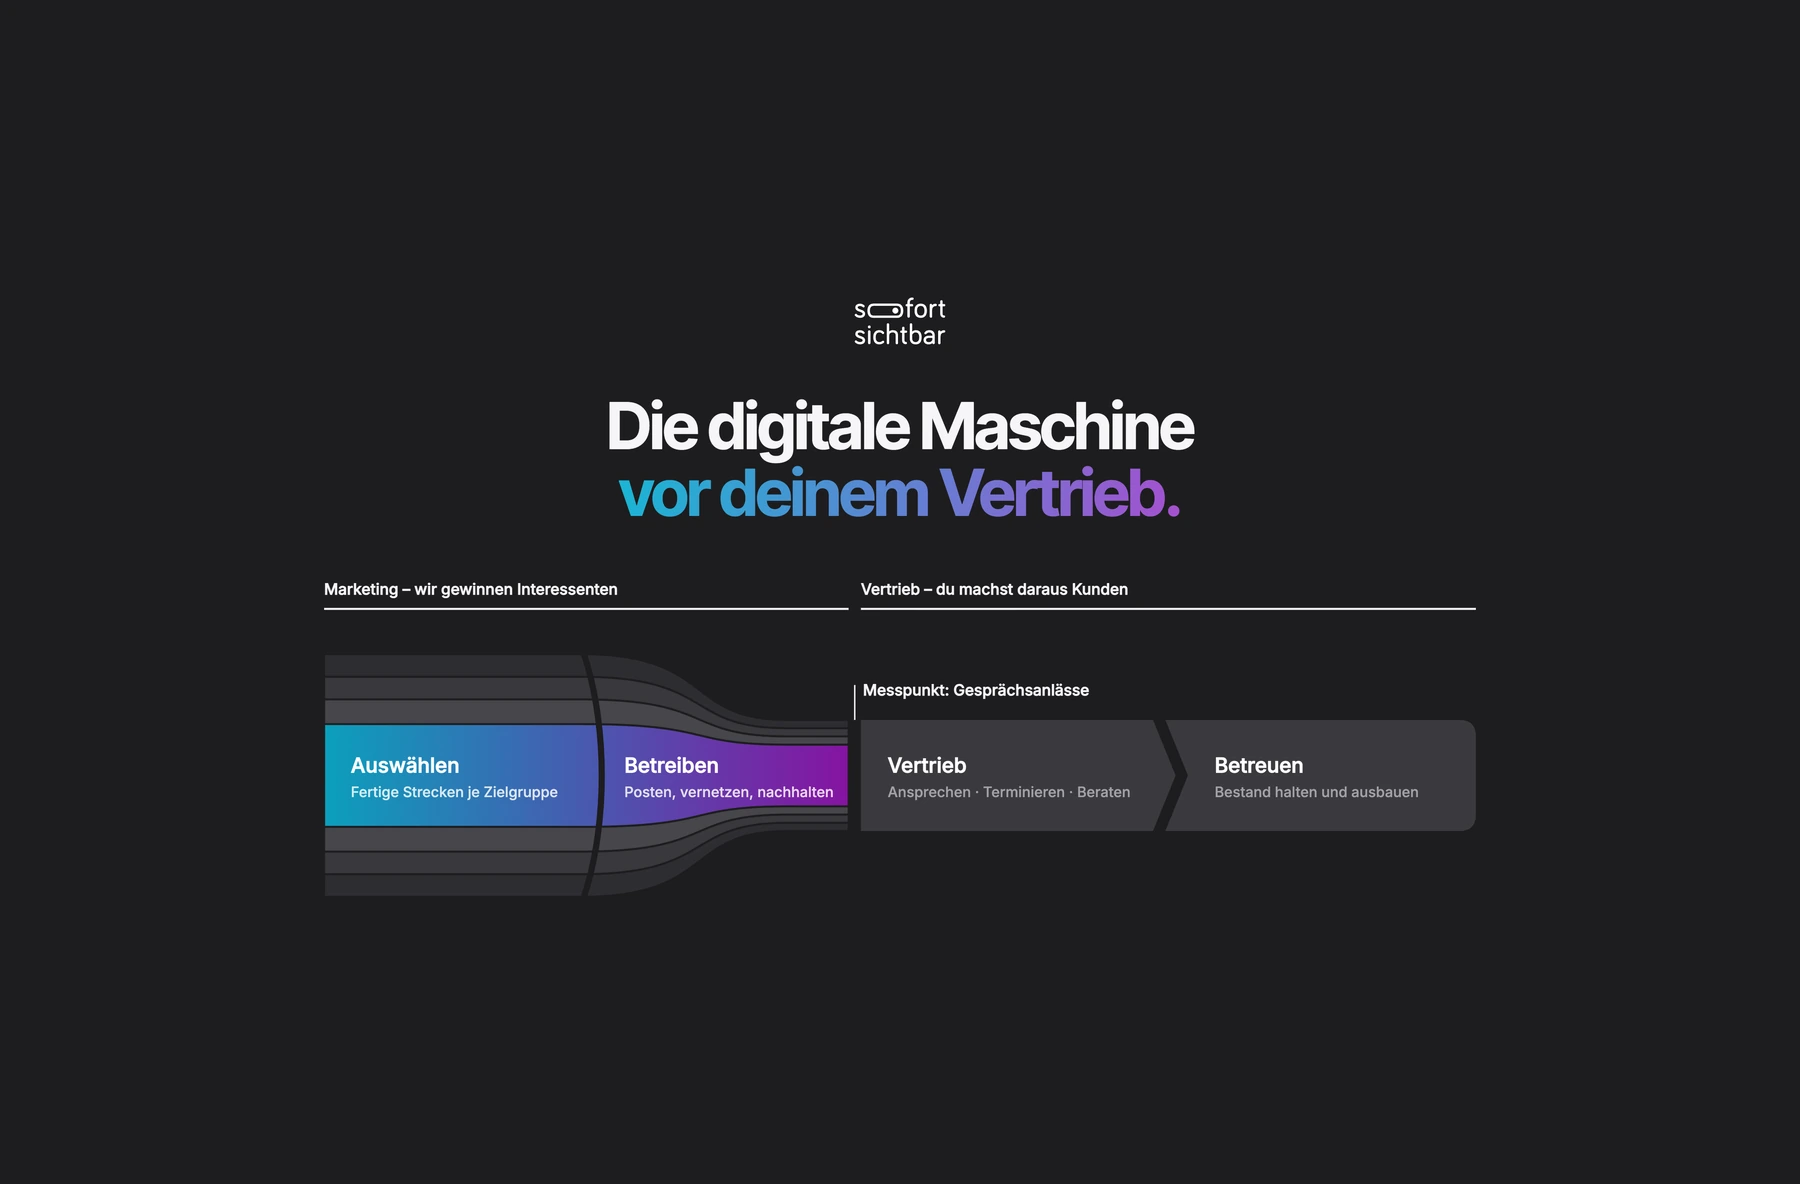 sofort
sichtbar
Die digitale Maschine
vor deinem Vertrieb.
Marketing – wir gewinnen Interessenten
Vertrieb – du machst daraus Kunden
Messpunkt: Gesprächsanlässe
Auswählen
Fertige Strecken je Zielgruppe
Betreiben
Posten, vernetzen, nachhalten
Vertrieb
Ansprechen · Terminieren · Beraten
Betreuen
Bestand halten und ausbauen